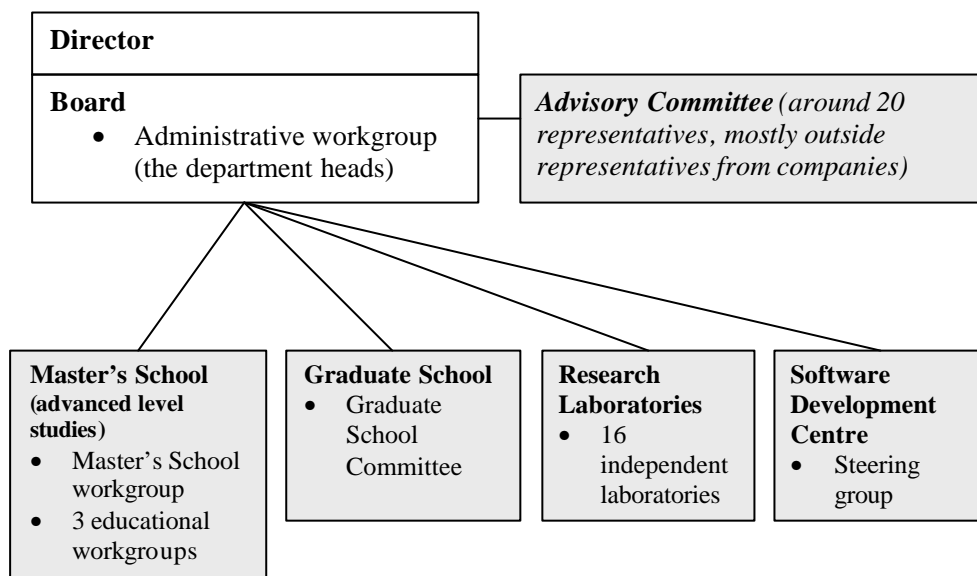 Director
Board
• Administrative workgroup
(the department heads)
Advisory Committee (around 20
representatives, mostly outside
representatives from companies)
Master's School
(advanced level
studies)
• Master's School
workgroup
• 3 educational
workgroups
Graduate School
• Graduate
School
Committee
Research
Laboratories
• 16
independent
laboratories
Software
Development
Centre
• Steering
group